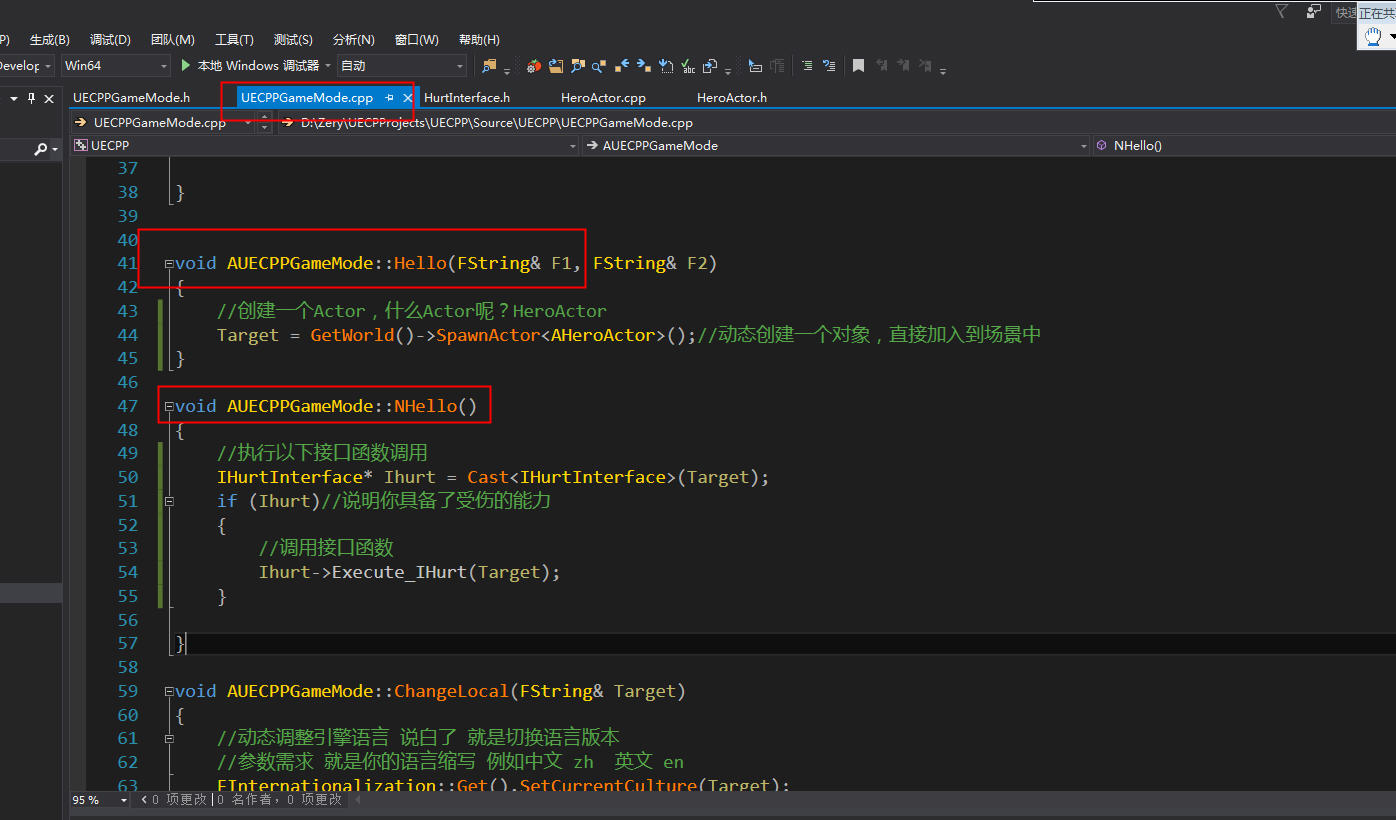 快速 正在共
P) 生成(B) 调试(D) 团队(M) 工具(T) 测试(S) 分析(N) 窗口(W) 帮助(H)
Develop Win64 本地 Windows 调试器 自动
UECPPGameMode.h UECPPGameMode.cpp HurtInterface.h HeroActor.cpp HeroActor.h
UECPPGameMode.cpp D:\Zery\UECPProjects\UECPP\Source\UECPP\UECPPGameMode.cpp
UECPP AUECPPGameMode NHello()
37
38 }
39
40
41 void AUECPPGameMode::Hello(FString& F1, FString& F2)
42 {
43 //创建一个Actor，什么Actor呢？HeroActor
44 Target = GetWorld()->SpawnActor<AHeroActor>();//动态创建一个对象，直接加入到场景中
45 }
46
47 void AUECPPGameMode::NHello()
48 {
49 //执行以下接口函数调用
50 IHurtInterface* Ihurt = Cast<IHurtInterface>(Target);
51 if (Ihurt)//说明你具备了受伤的能力
52 {
53 //调用接口函数
54 Ihurt->Execute_IHurt(Target);
55 }
56
57 }
58
59 void AUECPPGameMode::ChangeLocal(FString& Target)
60 {
61 //动态调整引擎语言 说白了 就是切换语言版本
62 //参数需求 就是你的语言缩写 例如中文 zh 英文 en
63 FInternationalization::Get().SetCurrentCulture(Target);
95 % 0 项更改 | 0 名作者，0 项更改